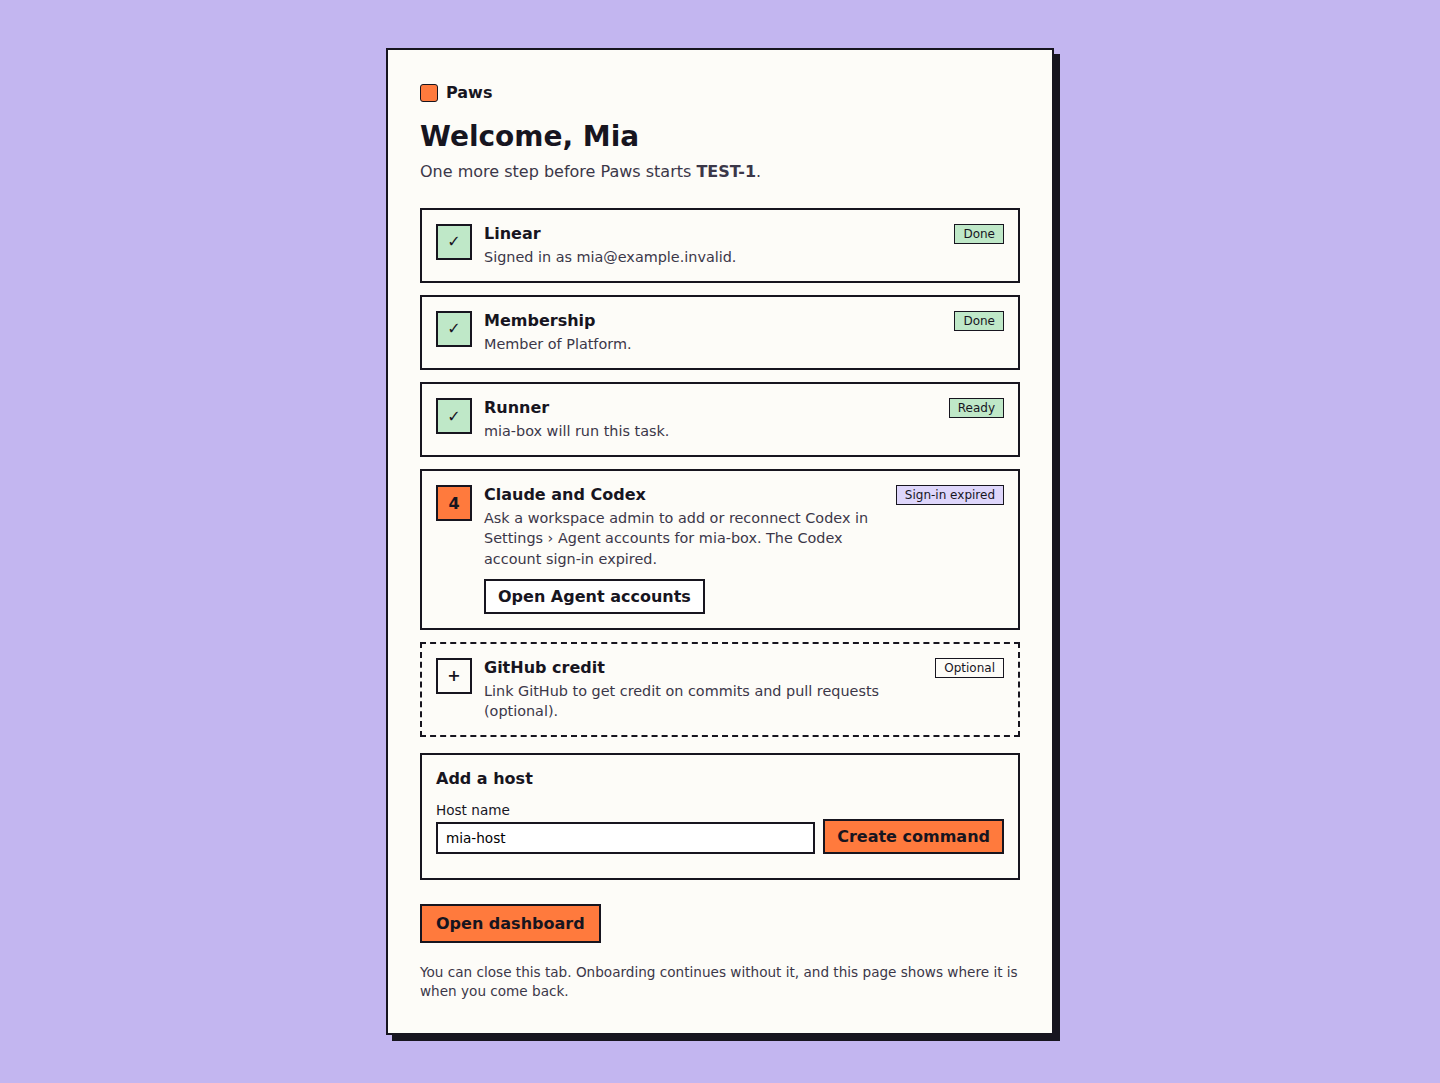 Paws
Welcome, Mia
One more step before Paws starts TEST-1.
✓
Linear
Done
Signed in as mia@example.invalid.
✓
Membership
Done
Member of Platform.
✓
Runner
Ready
mia-box will run this task.
4
Claude and Codex
Sign-in expired
Ask a workspace admin to add or reconnect Codex in
Settings › Agent accounts for mia-box. The Codex
account sign-in expired.
Open Agent accounts
+
GitHub credit
Optional
Link GitHub to get credit on commits and pull requests
(optional).
Add a host
Host name
mia-host
Create command
Open dashboard
You can close this tab. Onboarding continues without it, and this page shows where it is
when you come back.